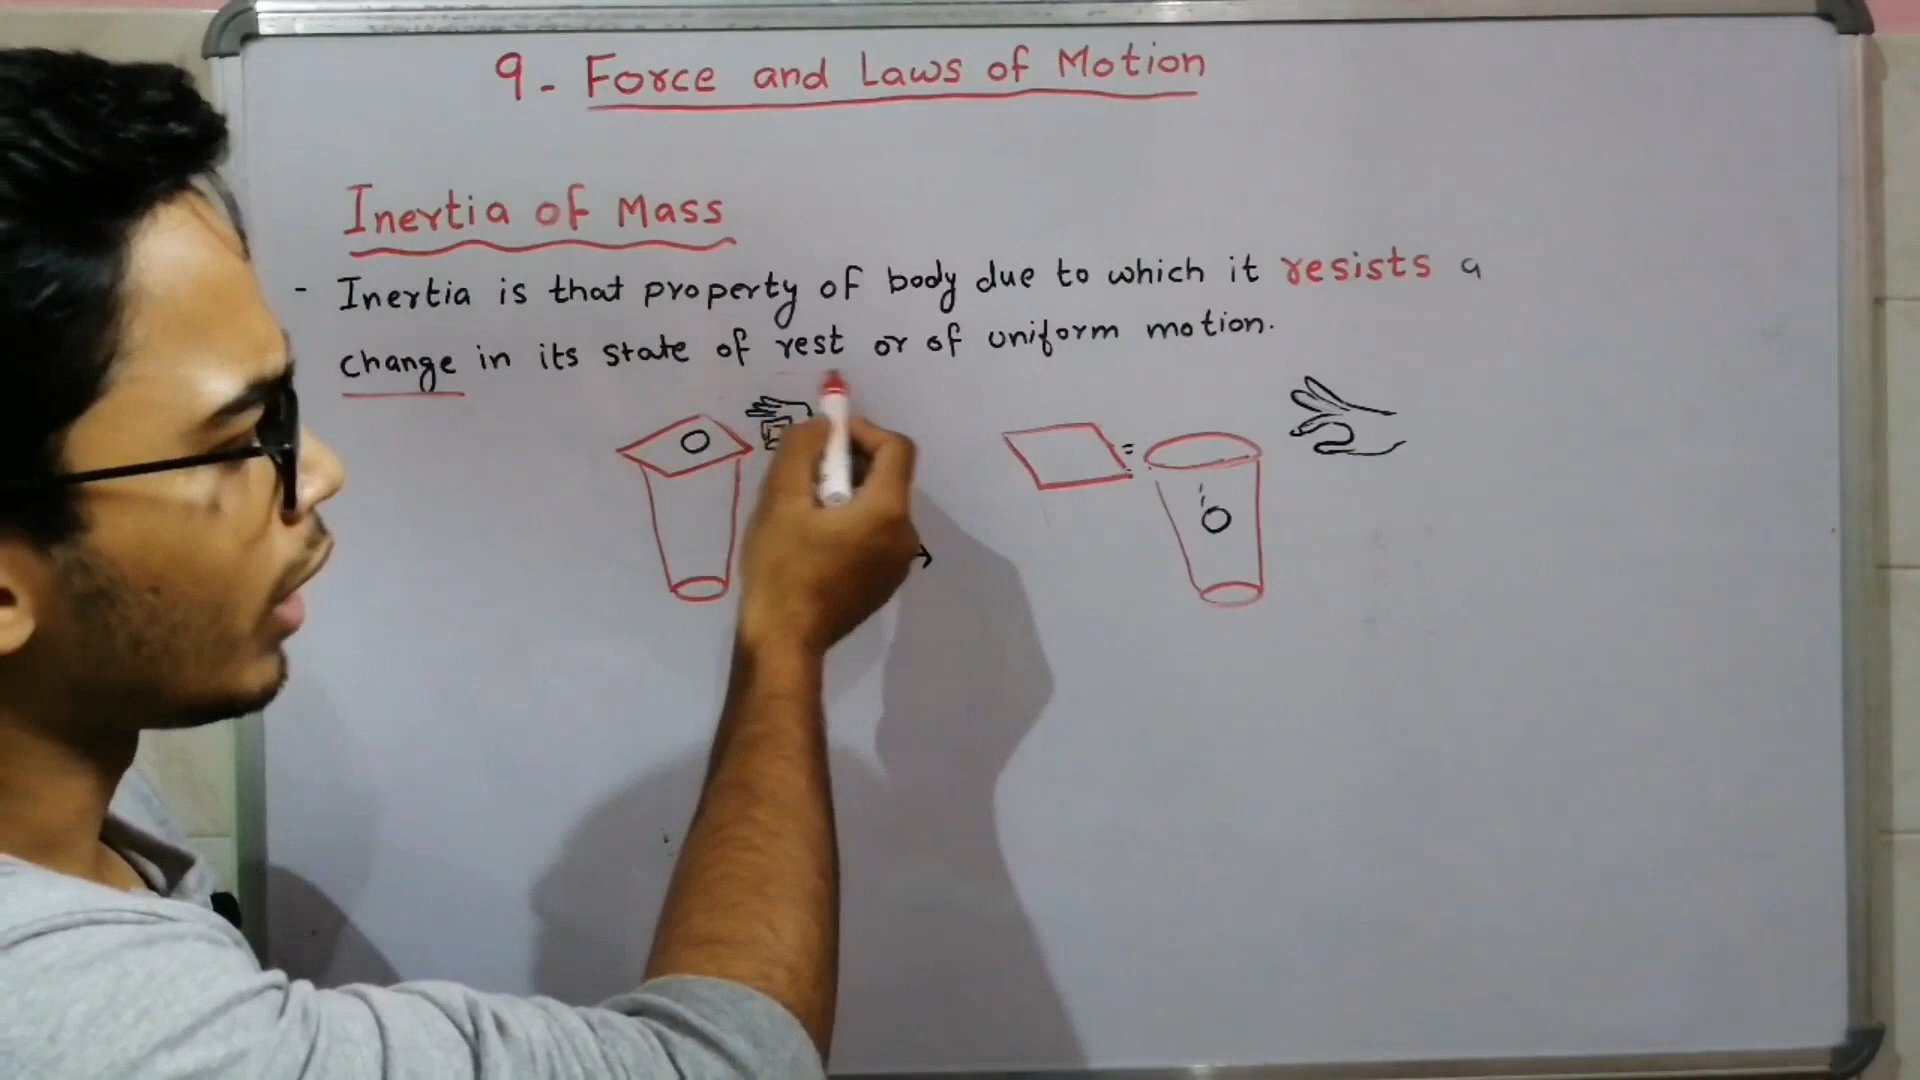 9 - Force and Laws of Motion
Inertia of Mass
- Inertia is that property of body due to which it resists a
change in its state of rest or of uniform motion.